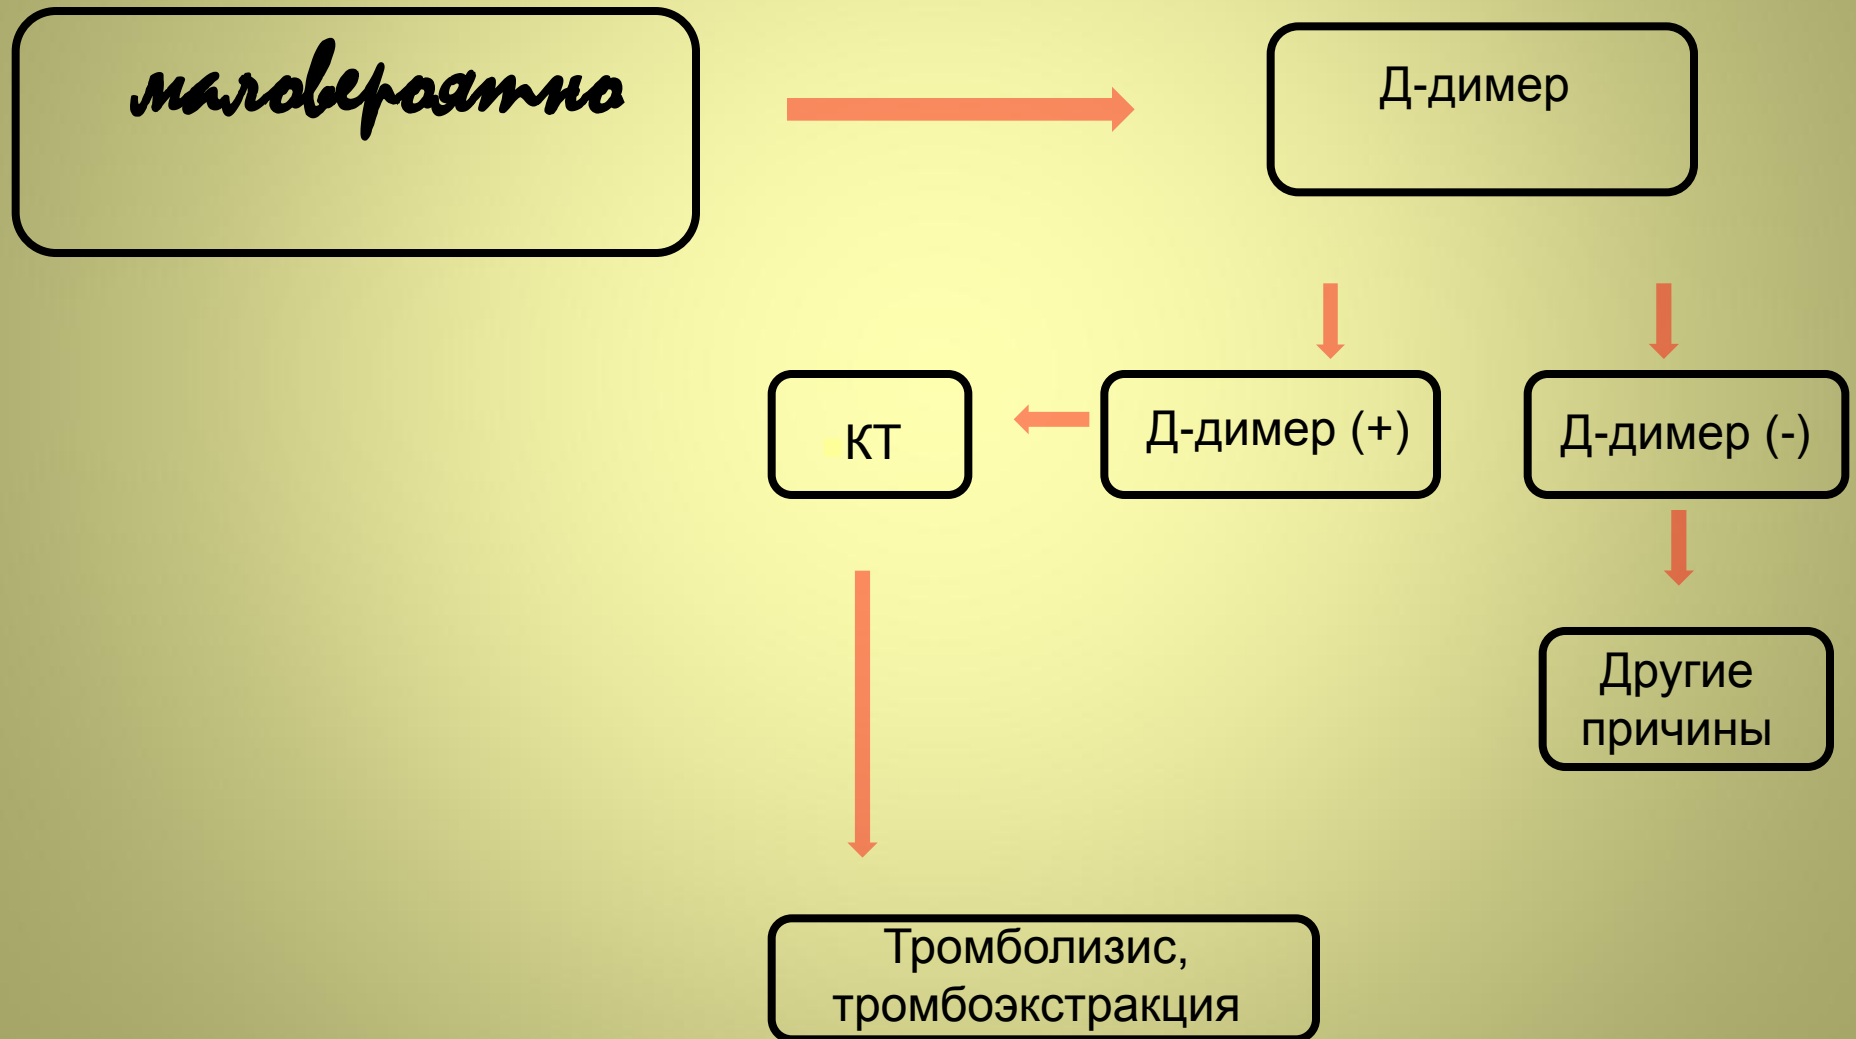 маловероятно
Д-димер
КТ
Д-димер (+)
Д-димер (-)
Другие
причины
Тромболизис,
тромбоэкстракция